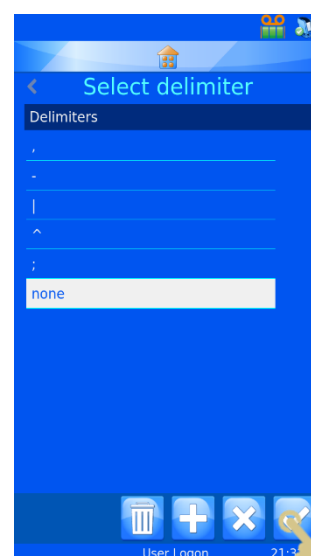 Select delimiter
Delimiters
,
-
|
^
;
none
User Logon